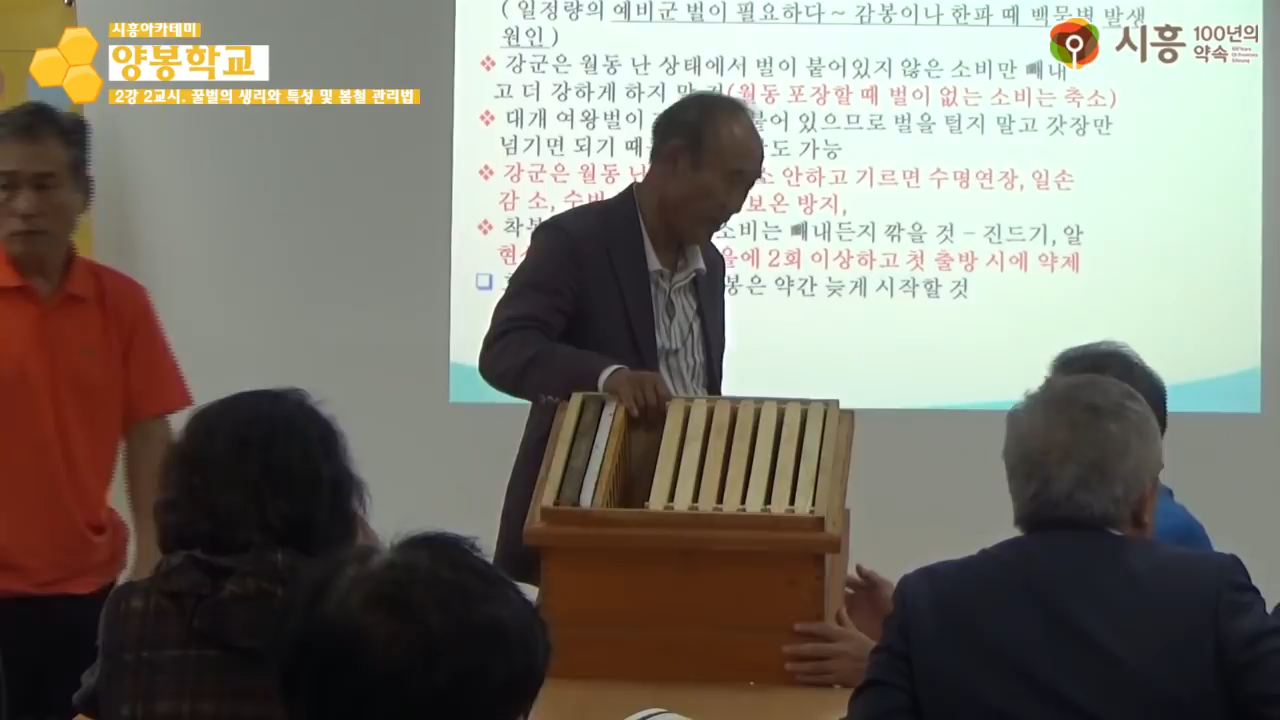 시흥아카데미
양봉학교
2강 2교시. 꿀벌의 생리와 특성 및 봄철 관리법
시흥 100년의 약속
( 일정량의 예비군 벌이 필요하다 ~ 감봉이나 한파 때 백묵병 발생
원인 )
❖ 강군은 월동 난 상태에서 벌이 붙어있지 않은 소비만 빼내
고 더 강하게 하지 말 (월동 포장할 때 벌이 없는 소비는 축소)
❖ 대개 여왕벌이 붙어 있으므로 벌을 털지 말고 갓장만
넘기면 되기 때 도 가능
❖ 강군은 월동 난 안하고 기르면 수명연장, 일손
감 소, 보온 방지,
❖ 소비는 빼내든지 깎을 것 – 진드기, 알
2회 이상하고 첫 출방 시에 약제
❑ 약간 늦게 시작할 것